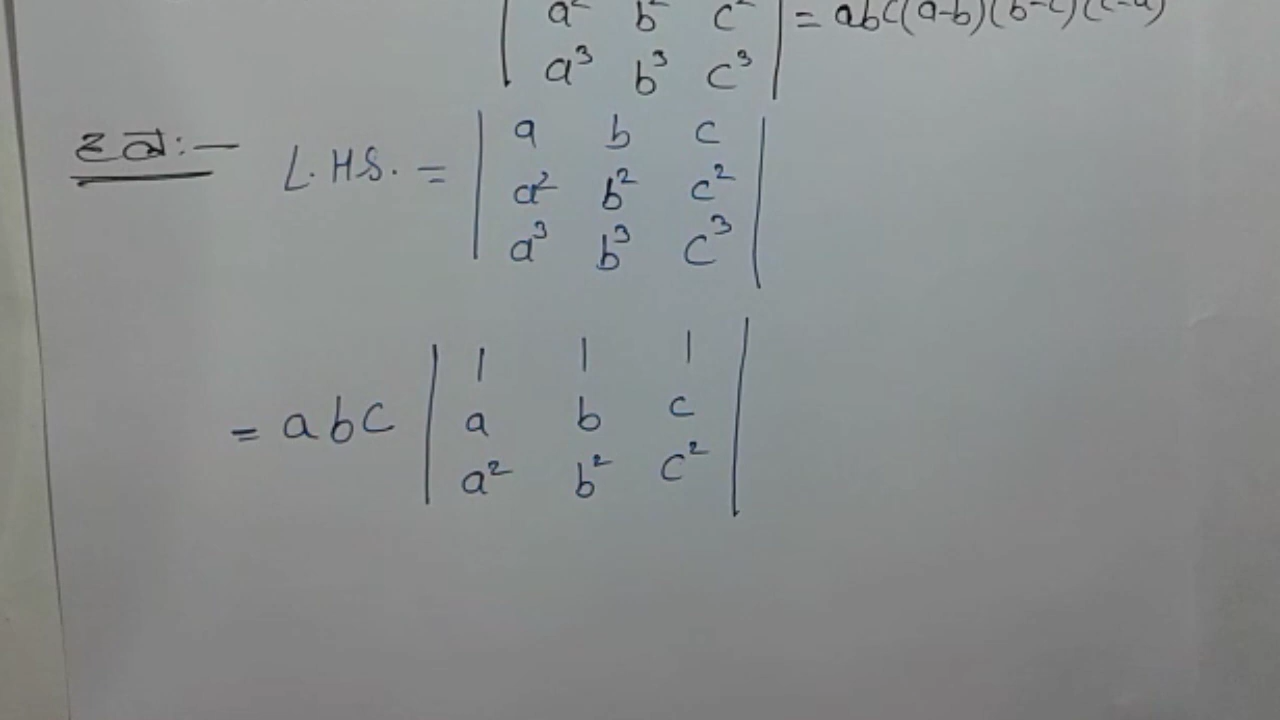 | a² b² c² | = abc(a-b)(b-c)(c-a)
| a³ b³ c³ |
L.H.S. = | a b c |
| a² b² c² |
| a³ b³ c³ |
| 1 1 1 |
= abc | a b c |
| a² b² c² |